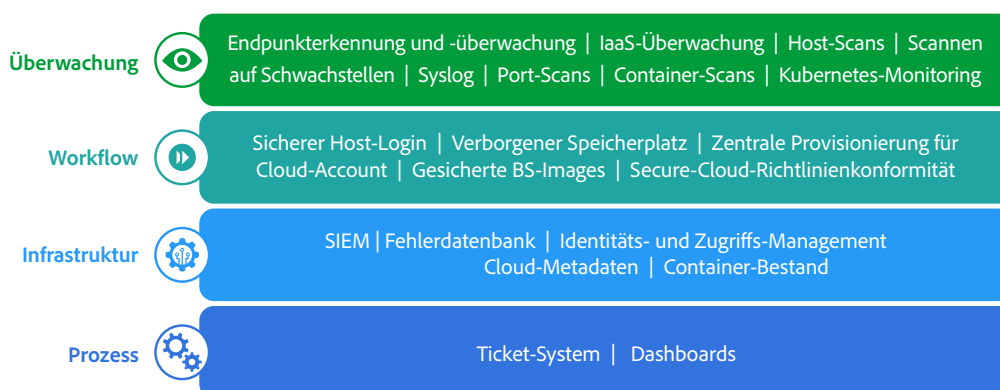 Überwachung
Endpunkterkennung und -überwachung | IaaS-Überwachung | Host-Scans | Scannen
auf Schwachstellen | Syslog | Port-Scans | Container-Scans | Kubernetes-Monitoring
Workflow
Sicherer Host-Login | Verborgener Speicherplatz | Zentrale Provisionierung für
Cloud-Account | Gesicherte BS-Images | Secure-Cloud-Richtlinienkonformität
Infrastruktur
SIEM | Fehlerdatenbank | Identitäts- und Zugriffs-Management
Cloud-Metadaten | Container-Bestand
Prozess
Ticket-System | Dashboards